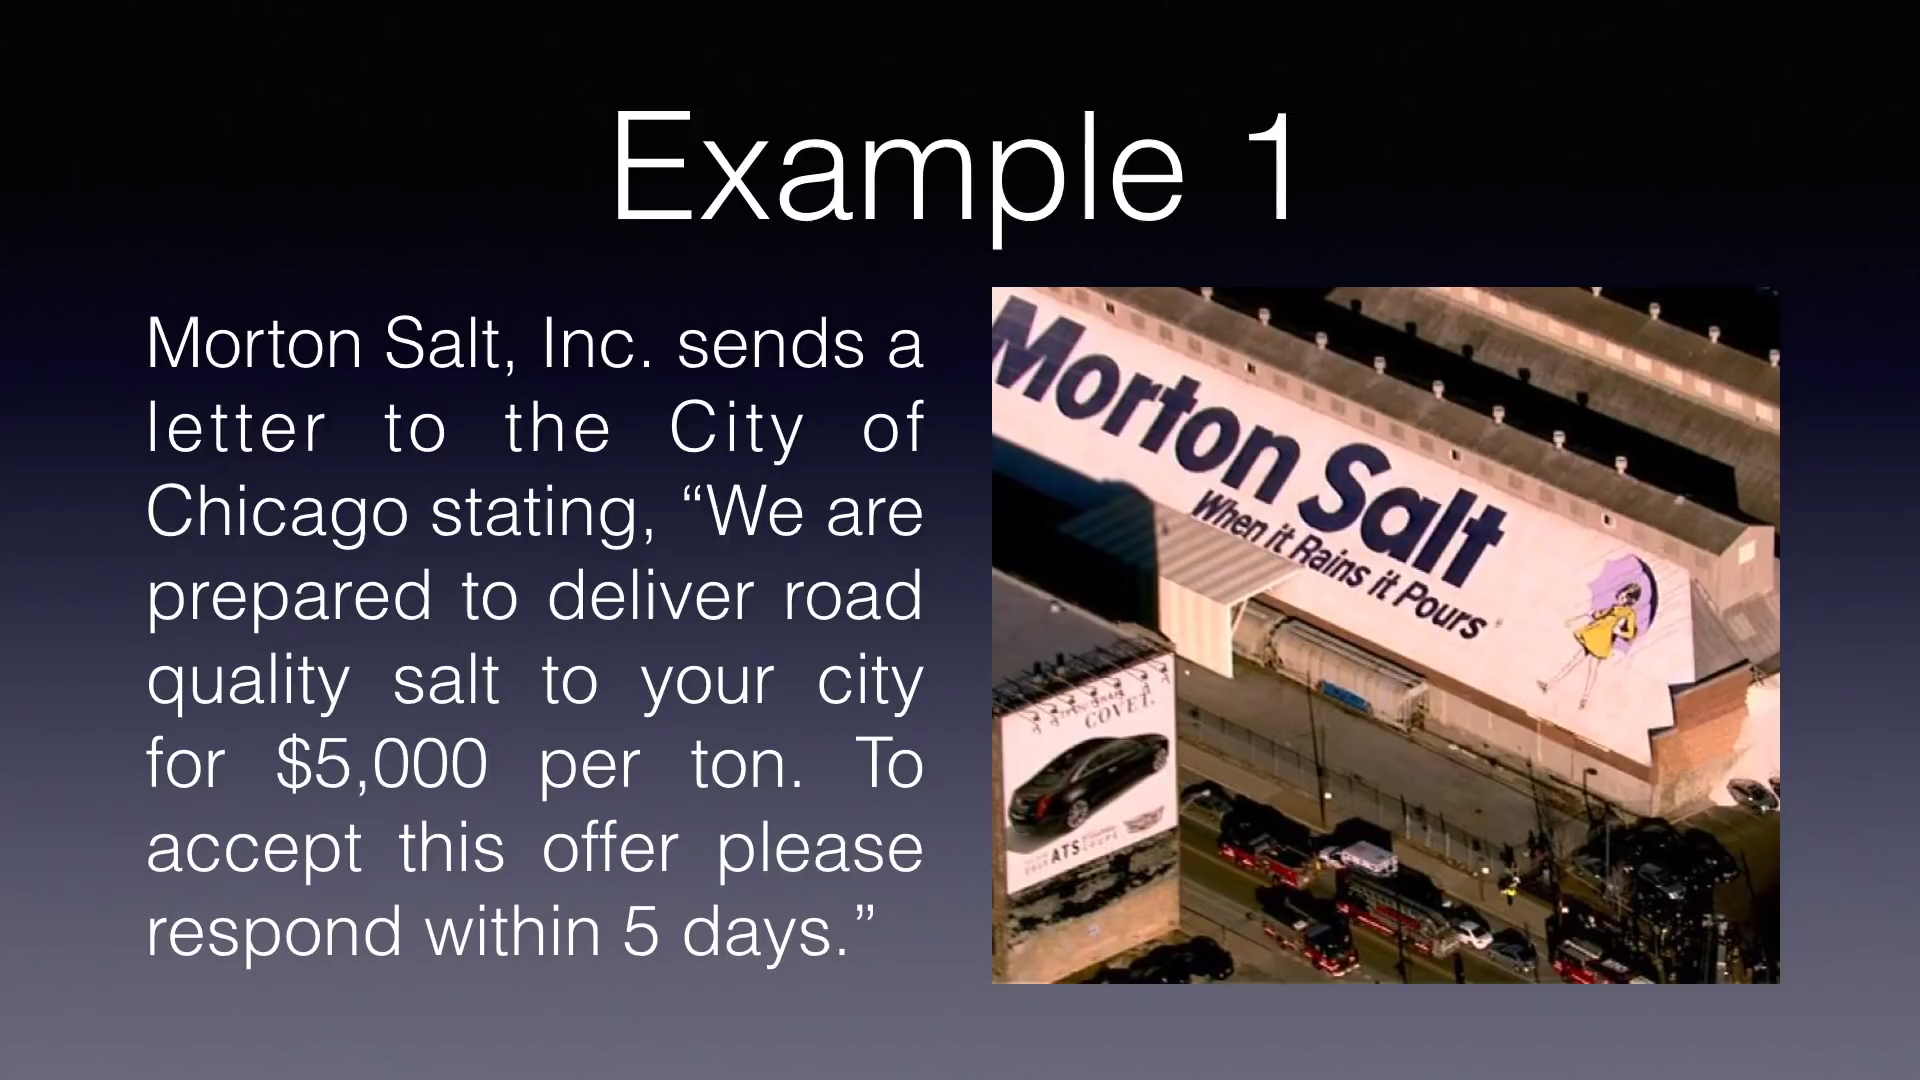 Example 1
Morton Salt, Inc. sends a
letter to the City of
Chicago stating, “We are
prepared to deliver road
quality salt to your city
for $5,000 per ton. To
accept this offer please
respond within 5 days.”
Morton Salt
When it Rains it Pours
COVET.
ATS
COUPE